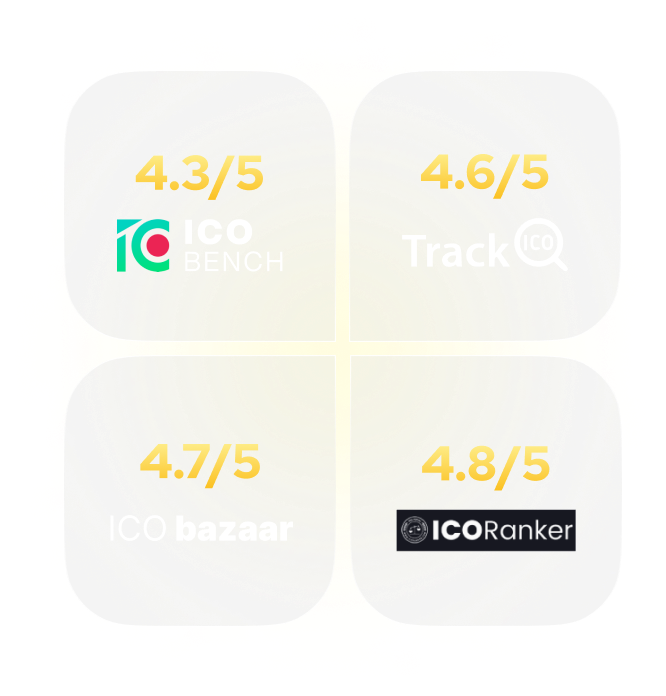 4.3/5
ICO
BENCH
4.6/5
Track ICO
4.7/5
ICO bazaar
4.8/5
ICORanker